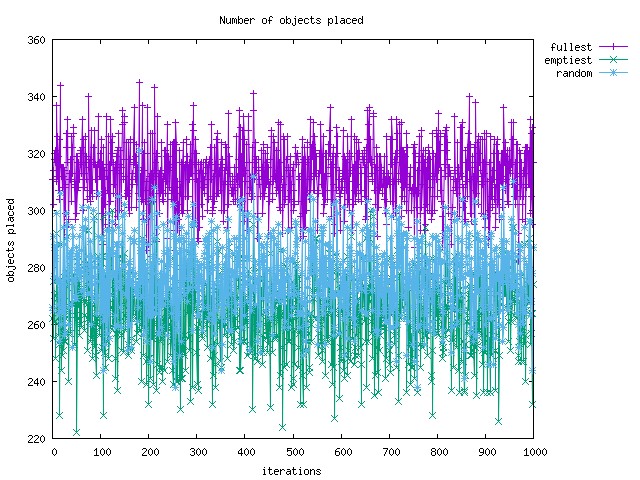 Number of objects placed
360
340
320
300
280
260
240
220
objects placed
0 100 200 300 400 500 600 700 800 900 1000
iterations
fullest
emptiest
random